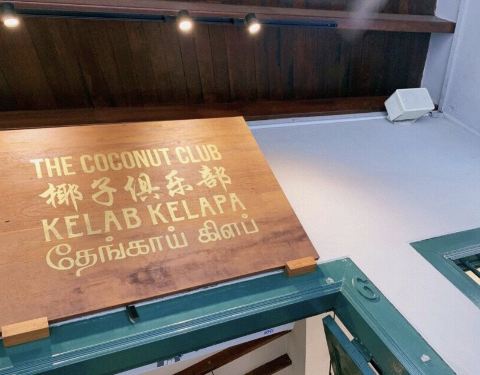 THE COCONUT CLUB
椰子俱乐部
KELAB KELAPA
தேங்காய் கிளப்